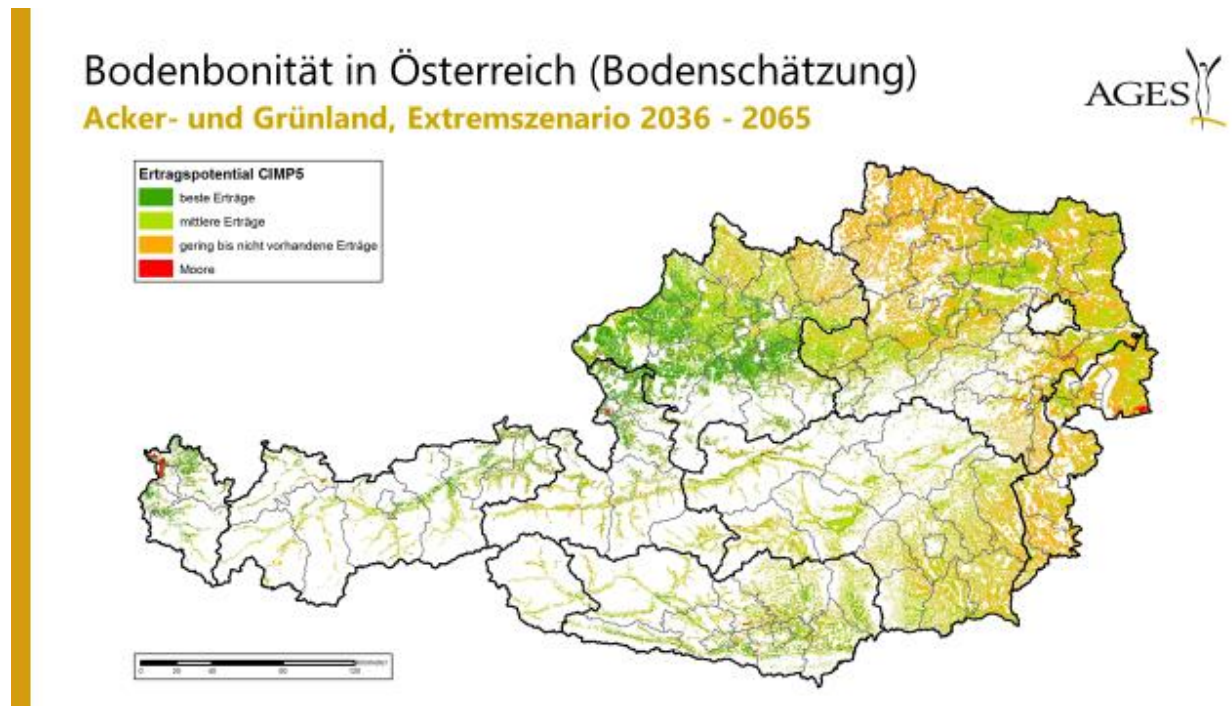 Bodenbonität in Österreich (Bodenschätzung)
Acker- und Grünland, Extremszenario 2036 - 2065
AGES
Ertragspotential CIMP5
beste Erträge
mittlere Erträge
gering bis nicht vorhandene Erträge
Moore